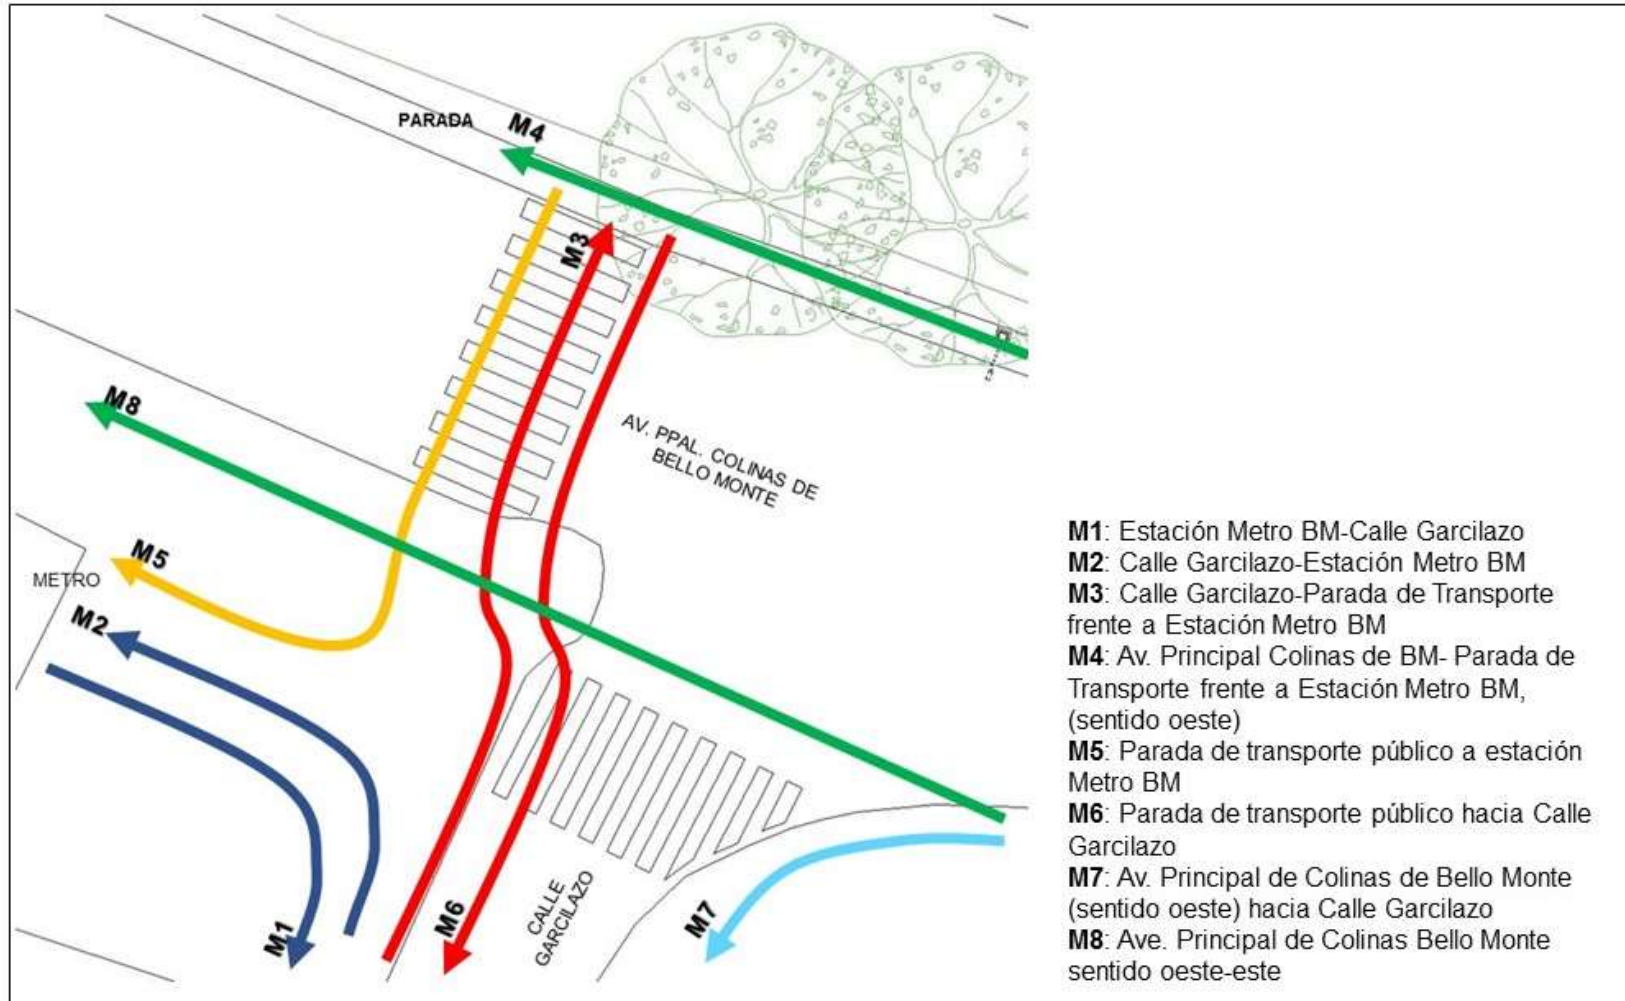 PARADA
M4
M3
M8
AV. PPAL. COLINAS DE
BELLO MONTE
M5
METRO
M2
M1
M6
CALLE
GARCILAZO
M7
M1: Estación Metro BM-Calle Garcilazo
M2: Calle Garcilazo-Estación Metro BM
M3: Calle Garcilazo-Parada de Transporte
frente a Estación Metro BM
M4: Av. Principal Colinas de BM- Parada de
Transporte frente a Estación Metro BM,
(sentido oeste)
M5: Parada de transporte público a estación
Metro BM
M6: Parada de transporte público hacia Calle
Garcilazo
M7: Av. Principal de Colinas de Bello Monte
(sentido oeste) hacia Calle Garcilazo
M8: Ave. Principal de Colinas Bello Monte
sentido oeste-este